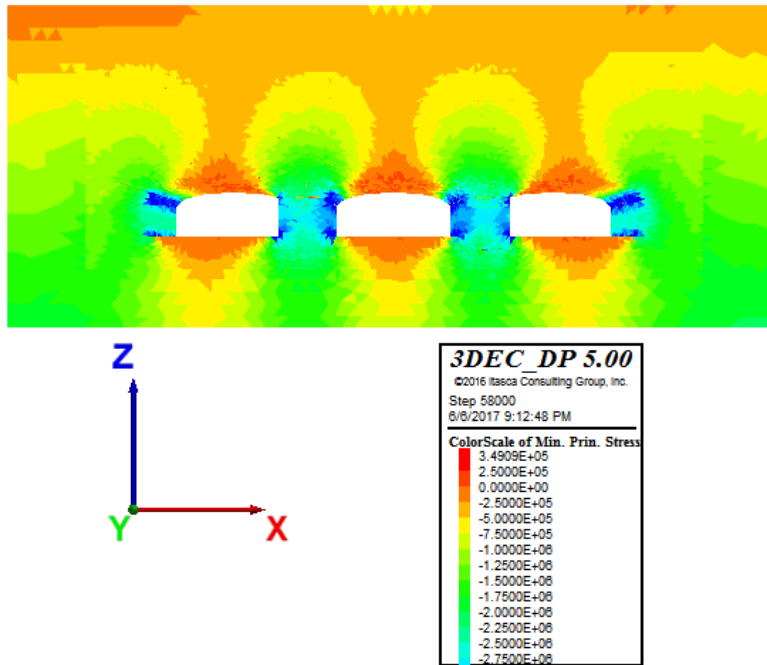 Z
Y
X
3DEC_DP 5.00
©2016 Itasca Consulting Group, Inc.
Step 58000
6/6/2017 9:12:48 PM
ColorScale of Min. Prin. Stress
3.4909E+05
2.5000E+05
0.0000E+00
-2.5000E+05
-5.0000E+05
-7.5000E+05
-1.0000E+06
-1.2500E+06
-1.5000E+06
-1.7500E+06
-2.0000E+06
-2.2500E+06
-2.5000E+06
-2.7500E+06